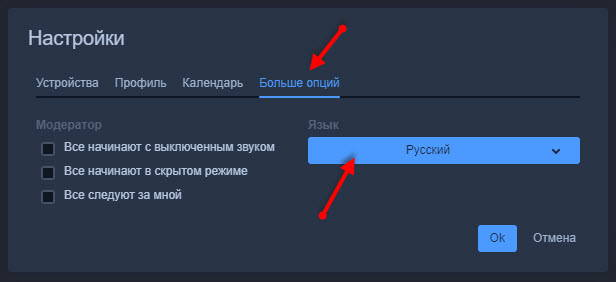 Настройки
Устройства Профиль Календарь Больше опций
Модератор
Все начинают с выключенным звуком
Все начинают в скрытом режиме
Все следуют за мной
Язык
Русский
Ok Отмена